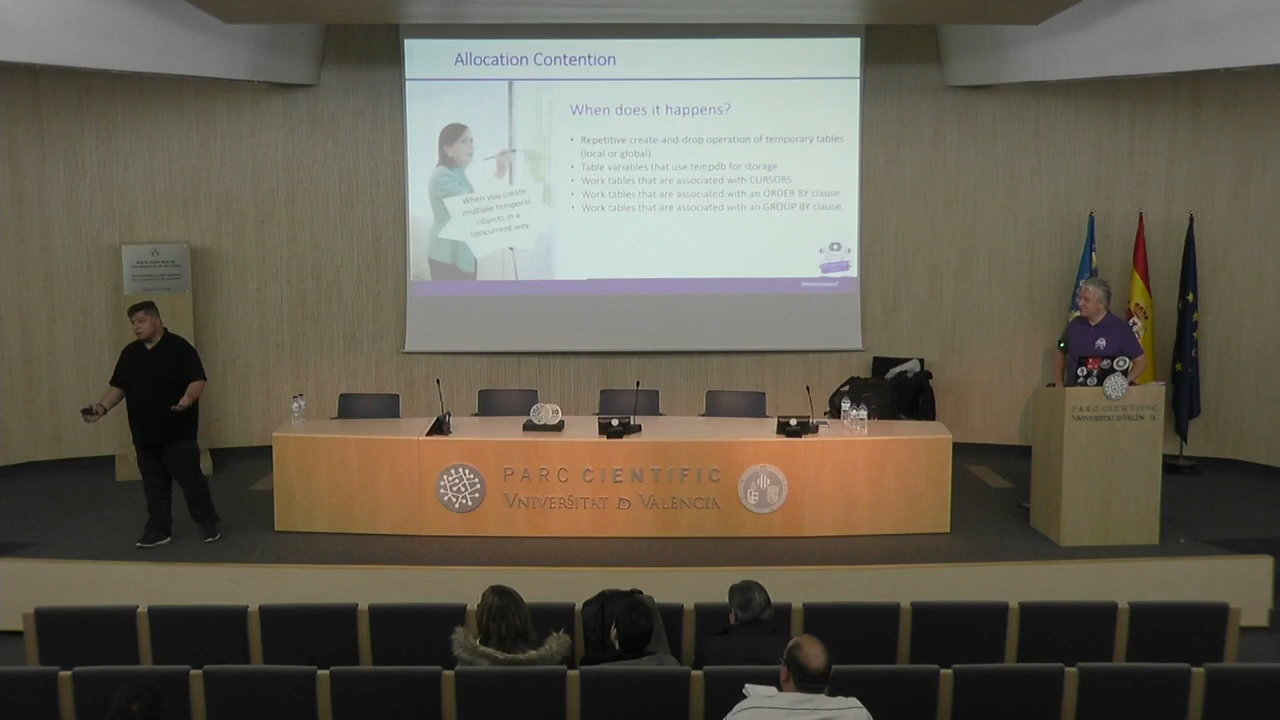 Allocation Contention
When does it happens?
• Repetitive create-and-drop operation of temporary tables
(local or global)
• Table variables that use tempdb for storage
• Work tables that are associated with CURSORS
• Work tables that are associated with an ORDER BY clause.
• Work tables that are associated with an GROUP BY clause.
When you create
multiple temporal
objects in a
concurrent way
PARC CIENTIFIC
VNIVERSITAT D VALÈNCIA
PARC CIENTIFIC